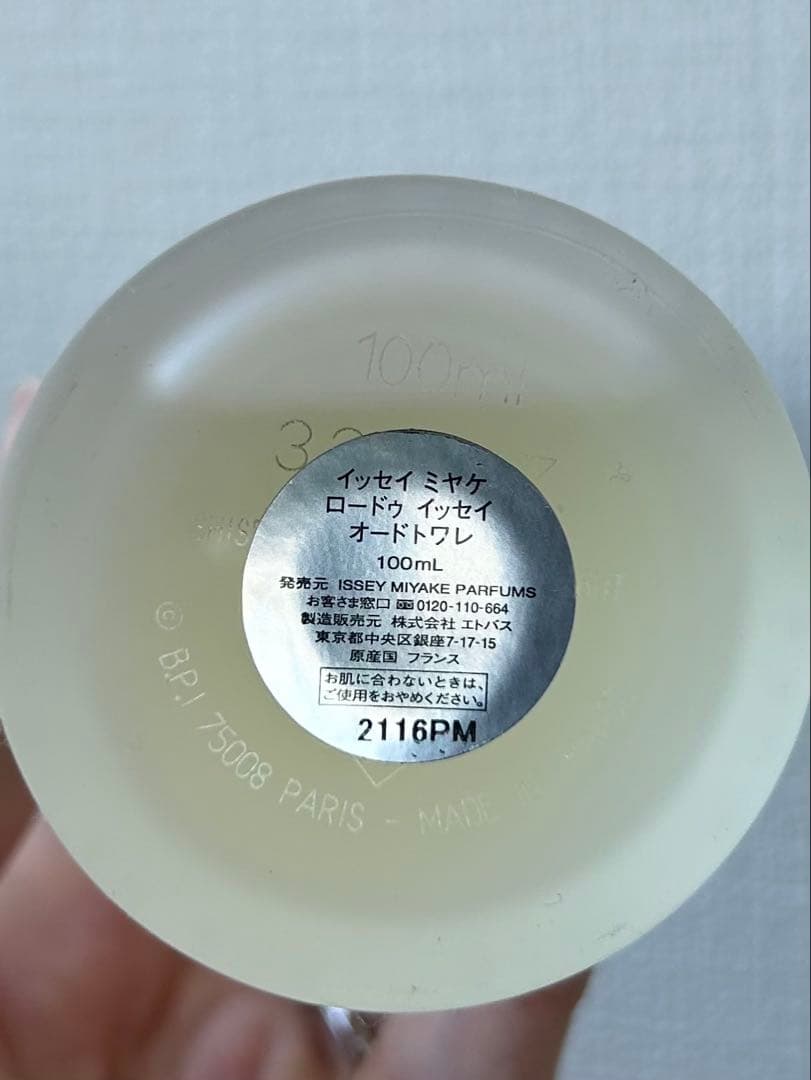 100ml
イッセイ ミヤケ
ロードゥ イッセイ
オードトワレ
100mL
発売元 ISSEY MIYAKE PARFUMS
お客さま窓口 0120-110-664
製造販売元 株式会社 エトバス
東京都中央区銀座7-17-15
原産国 フランス
お肌に合わないときは、
ご使用をおやめください。
2116PM
© B.P.I 75008 PARIS - MADE